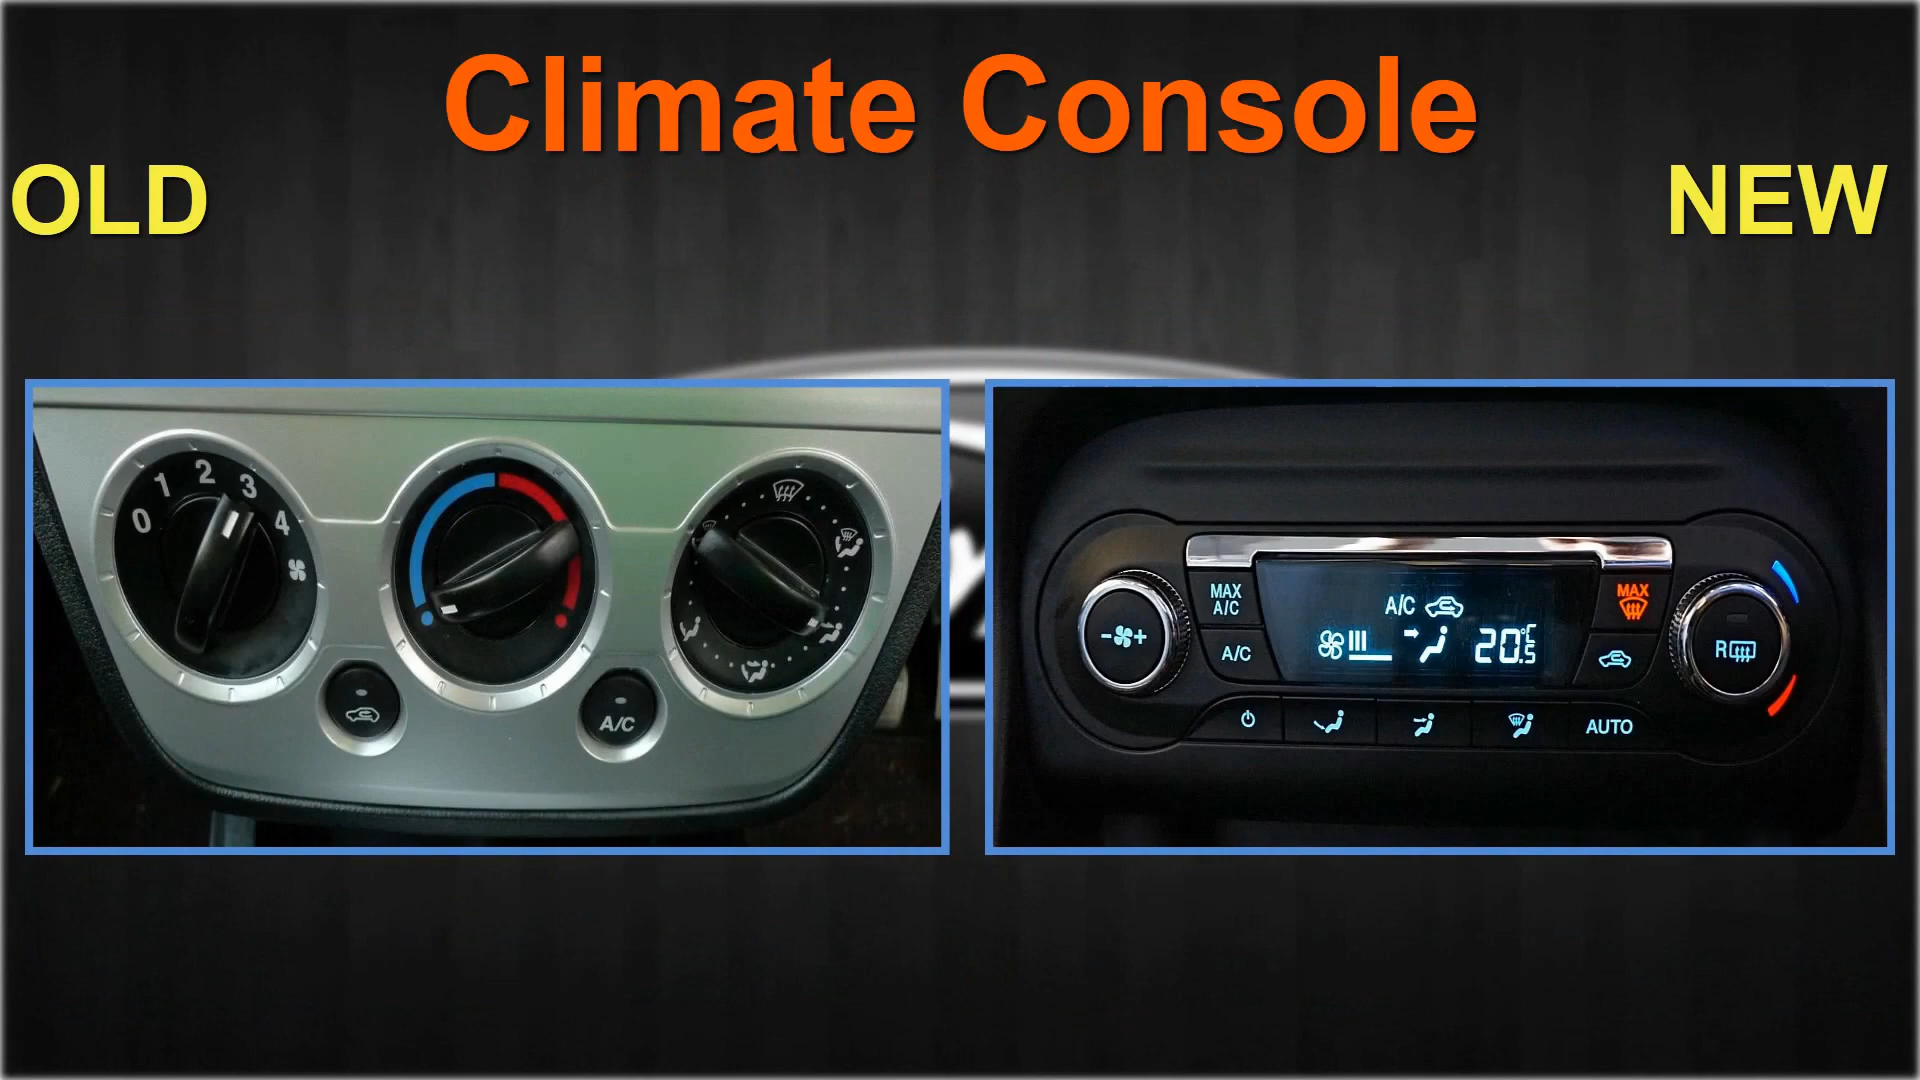 Climate Console
OLD
NEW
0 1 2 3 4
A/C
MAX A/C
A/C
A/C
20.5 °C
MAX
R
AUTO